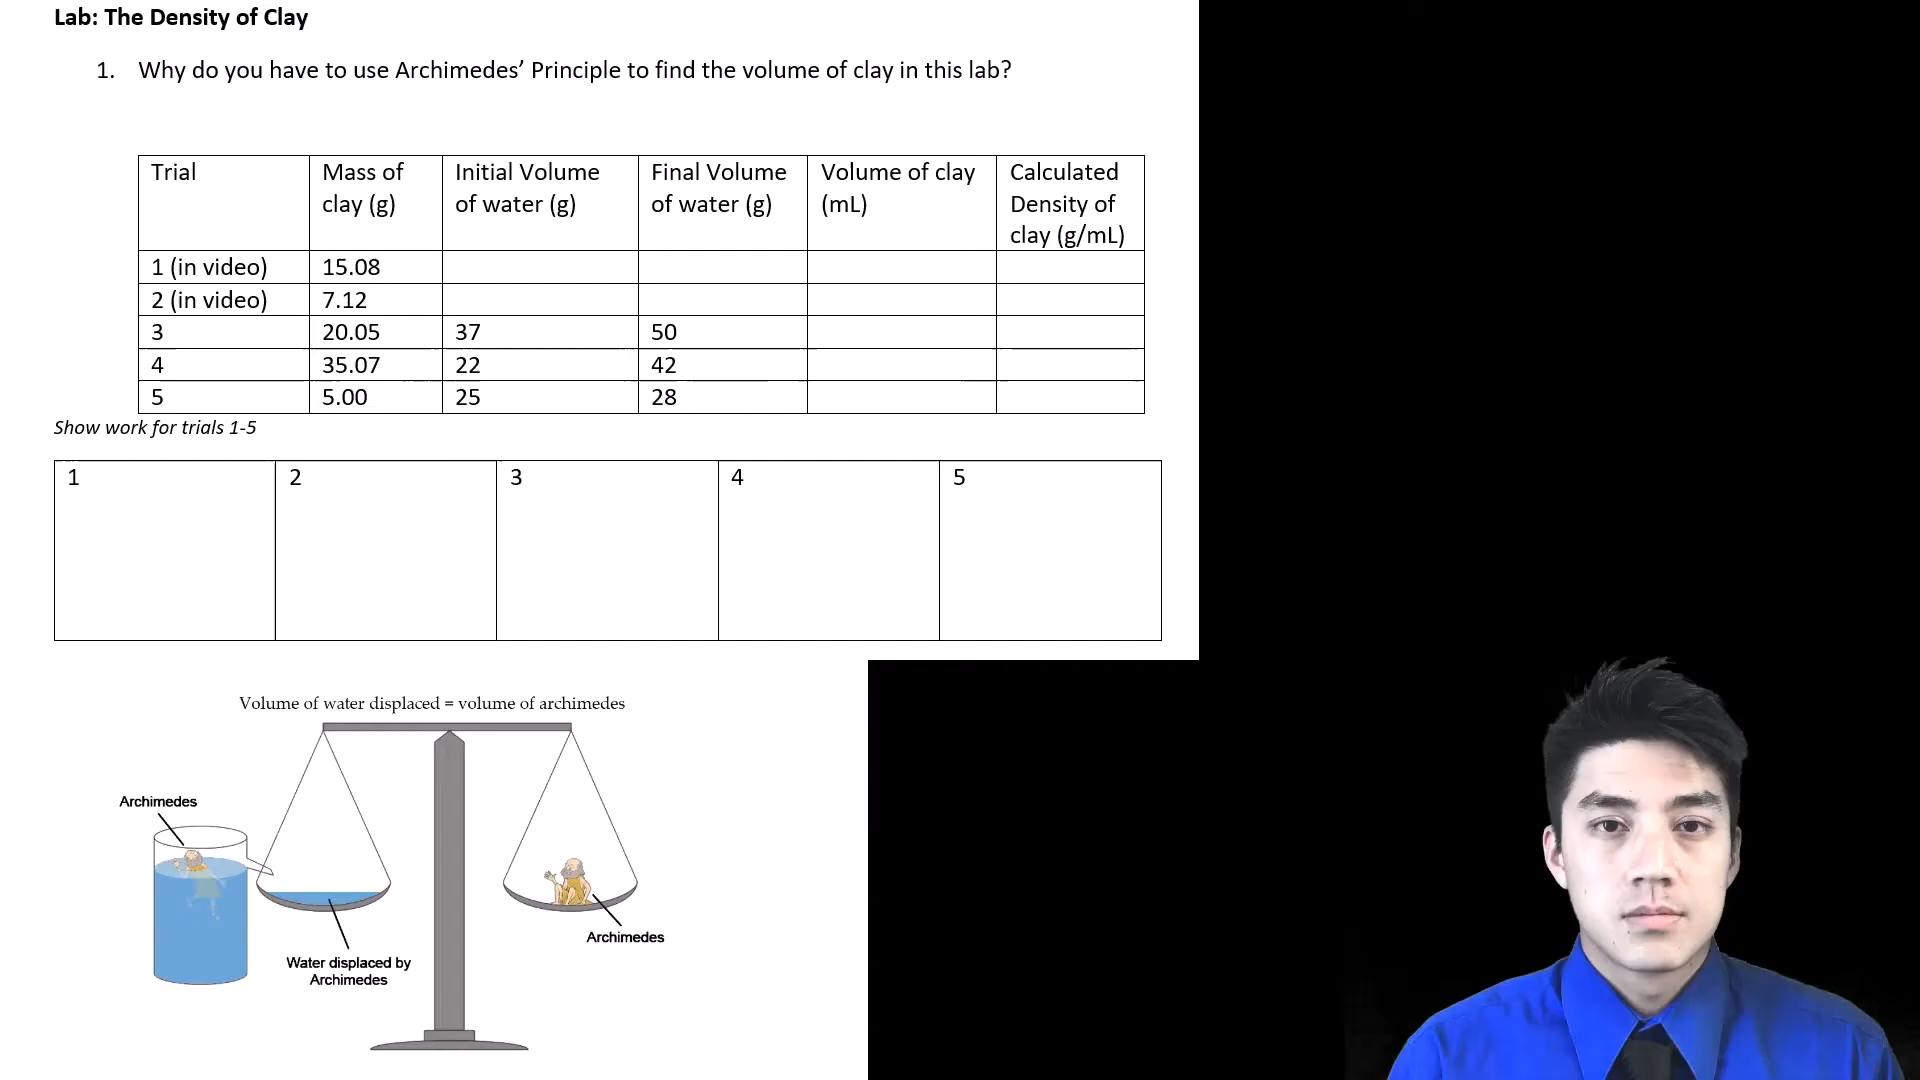 Lab: The Density of Clay
1. Why do you have to use Archimedes’ Principle to find the volume of clay in this lab?
Trial Mass of clay (g) Initial Volume of water (g) Final Volume of water (g) Volume of clay (mL) Calculated Density of clay (g/mL)
1 (in video) 15.08
2 (in video) 7.12
3 20.05 37 50
4 35.07 22 42
5 5.00 25 28
Show work for trials 1-5
1 2 3 4 5
Volume of water displaced = volume of archimedes
Archimedes
Archimedes
Water displaced by
Archimedes